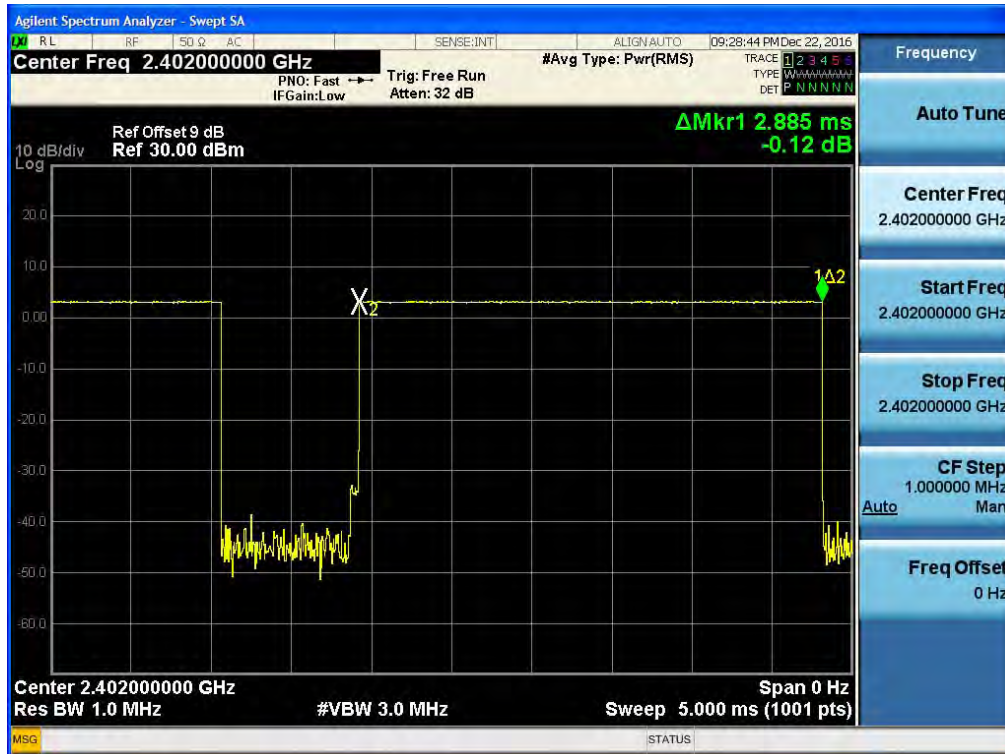 Agilent Spectrum Analyzer - Swept SA
LXI RL RF 50 Ω AC SENSE:INT ALIGN AUTO 09:28:44 PM Dec 22, 2016
Center Freq 2.402000000 GHz
#Avg Type: Pwr(RMS)
TRACE 1 2 3 4 5 6
PNO: Fast
Trig: Free Run
TYPE WWWWWWW
IFGain:Low
Atten: 32 dB
DET P N N N N N
Frequency
Auto Tune
ΔMkr1 2.885 ms
-0.12 dB
Ref Offset 9 dB
10 dB/div Ref 30.00 dBm
Log
20.0
10.0
0.00
-10.0
-20.0
-30.0
-40.0
-50.0
-60.0
X2
1Δ2
Center Freq
2.402000000 GHz
Start Freq
2.402000000 GHz
Stop Freq
2.402000000 GHz
CF Step
1.000000 MHz
Auto Man
Freq Offset
0 Hz
Center 2.402000000 GHz Span 0 Hz
Res BW 1.0 MHz #VBW 3.0 MHz Sweep 5.000 ms (1001 pts)
MSG STATUS